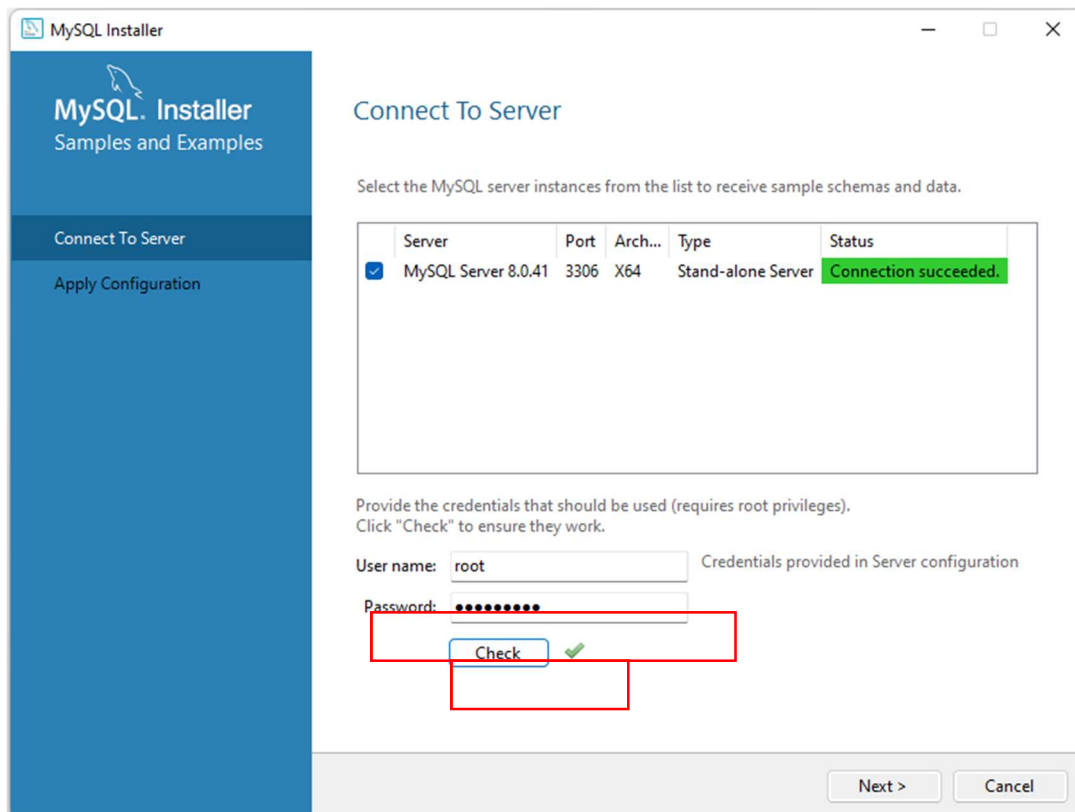 MySQL Installer
MySQL. Installer
Samples and Examples
Connect To Server
Apply Configuration
Connect To Server
Select the MySQL server instances from the list to receive sample schemas and data.
Server Port Arch... Type Status
MySQL Server 8.0.41 3306 X64 Stand-alone Server Connection succeeded.
Provide the credentials that should be used (requires root privileges).
Click "Check" to ensure they work.
User name: root Credentials provided in Server configuration
Password: •••••••••
Check
Next > Cancel